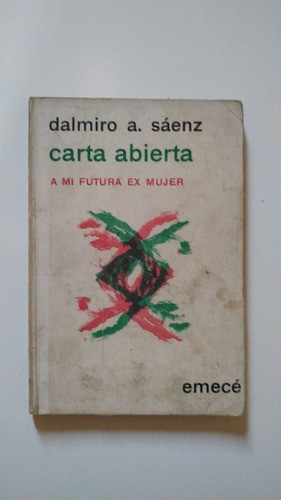 dalmiro a. sáenz
carta abierta
A MI FUTURA EX MUJER
emecé